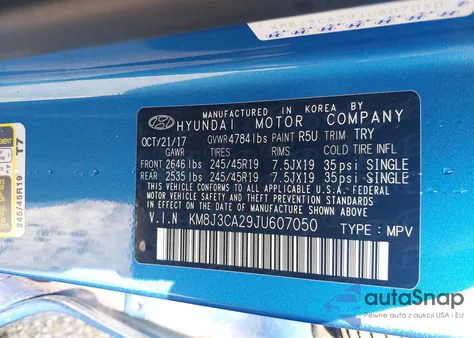 MANUFACTURED IN KOREA BY
HYUNDAI MOTOR COMPANY
OCT/21/17 GVWR4784lbs PAINT R5U TRIM TRY
GAWR TIRES RIMS COLD TIRE INFL
FRONT 2646lbs 245/45R19 7.5JX19 35psi SINGLE
REAR 2535lbs 245/45R19 7.5JX19 35psi SINGLE
THIS VEHICLE CONFORMS TO ALL APPLICABLE U.S.A. FEDERAL
MOTOR VEHICLE SAFETY AND THEFT PREVENTION STANDARDS
IN EFFECT ON THE DATE OF MANUFACTURE SHOWN ABOVE.
V.I.N KM8J3CA29JU607050 TYPE:MPV
T7
245/45R19
autoSnap
Auta prosto z aukcji USA i EU